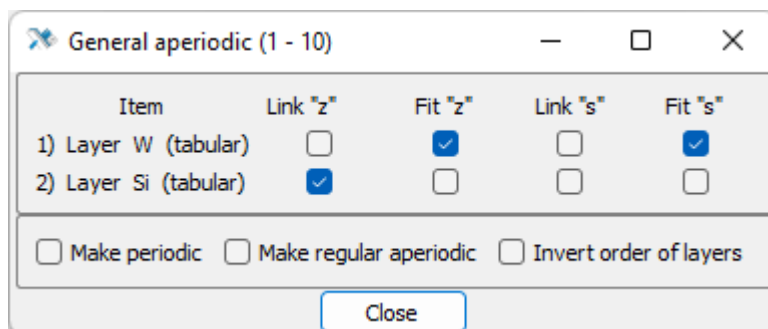 General aperiodic (1 - 10)
Item Link "z" Fit "z" Link "s" Fit "s"
1) Layer W (tabular)
2) Layer Si (tabular)
Make periodic Make regular aperiodic Invert order of layers
Close